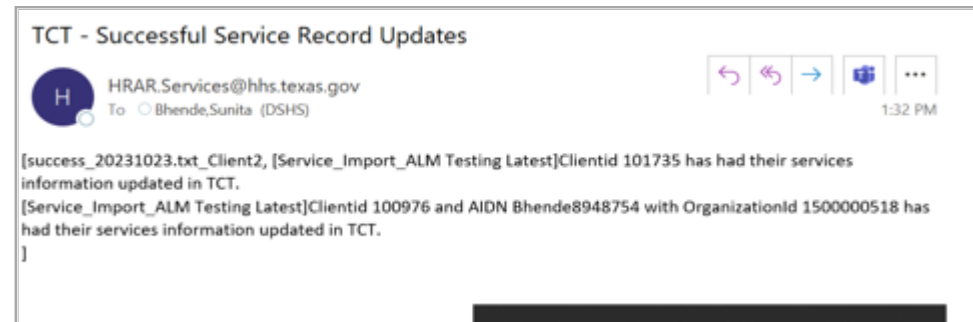 TCT - Successful Service Record Updates
H
HRAR.Services@hhs.texas.gov
To Bhende,Sunita (DSHS)
1:32 PM
[success_20231023.txt_Client2, [Service_Import_ALM Testing Latest]Clientid 101735 has had their services
information updated in TCT.
[Service_Import_ALM Testing Latest]Clientid 100976 and AIDN Bhende8948754 with OrganizationId 1500000518 has
had their services information updated in TCT.
]